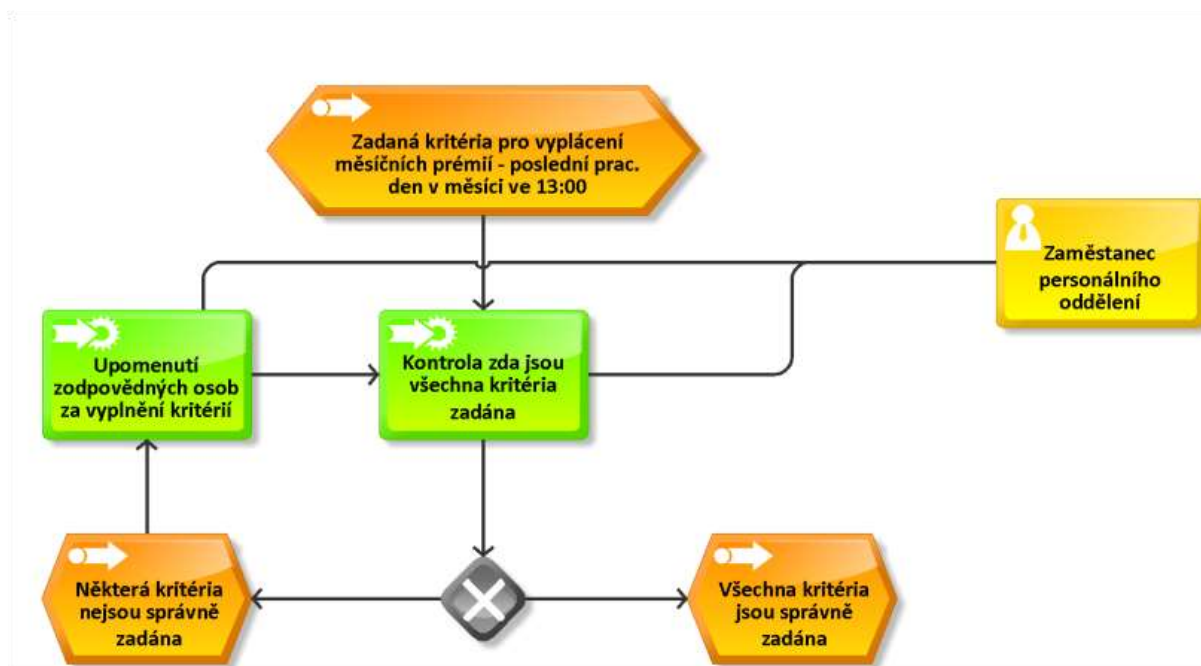 Zadaná kritéria pro vyplácení
měsíčních prémií - poslední prac.
den v měsíci ve 13:00
Zaměstanec
personálního
oddělení
Upomenutí
zodpovědných osob
za vyplnění kritérií
Kontrola zda jsou
všechna kritéria
zadána
Některá kritéria
nejsou správně
zadána
Všechna kritéria
jsou správně
zadána